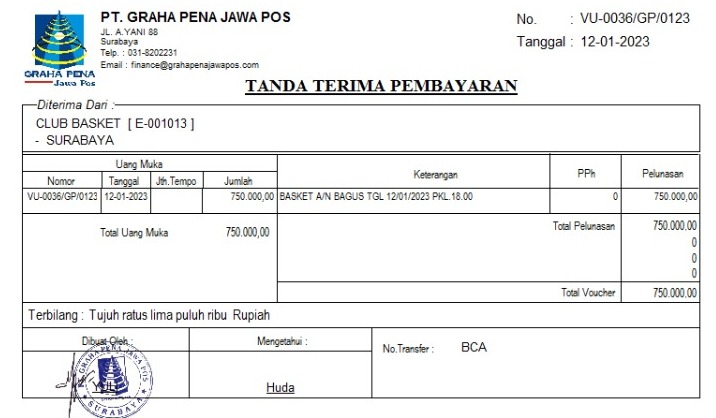 PT. GRAHA PENA JAWA POS
JL. A.YANI 88
Surabaya
Telp. : 031-8202231
Email : finance@grahapenajawapos.com
GRAHA PENA
Jawa Pos
No. : VU-0036/GP/0123
Tanggal : 12-01-2023
TANDA TERIMA PEMBAYARAN
Diterima Dari :
CLUB BASKET [ E-001013 ]
- SURABAYA
Uang Muka Keterangan PPh Pelunasan
Nomor Tanggal Jth.Tempo Jumlah
VU-0036/GP/0123 12-01-2023 750.000,00 BASKET A/N BAGUS TGL 12/01/2023 PKL.18.00 0 750.000,00
Total Uang Muka 750.000,00 Total Pelunasan 750.000,00
0
0
0
Total Voucher 750.000,00
Terbilang : Tujuh ratus lima puluh ribu Rupiah
Dibuat Oleh : Mengetahui : No.Transfer : BCA
GRAHA PENA JAWA POS
SURABAYA
Huda